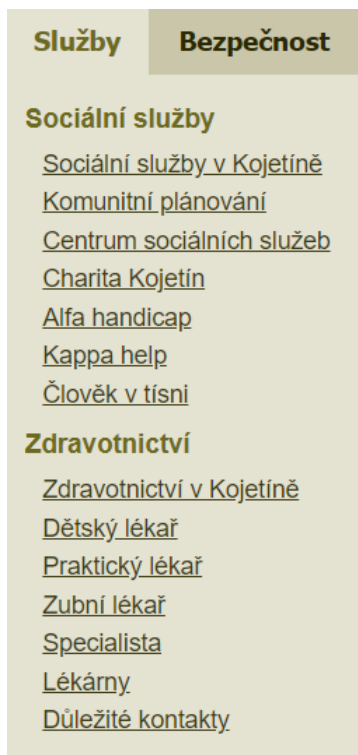 Služby Bezpečnost
Sociální služby
Sociální služby v Kojetíně
Komunitní plánování
Centrum sociálních služeb
Charita Kojetín
Alfa handicap
Kappa help
Člověk v tísni
Zdravotnictví
Zdravotnictví v Kojetíně
Dětský lékař
Praktický lékař
Zubní lékař
Specialista
Lékárny
Důležité kontakty